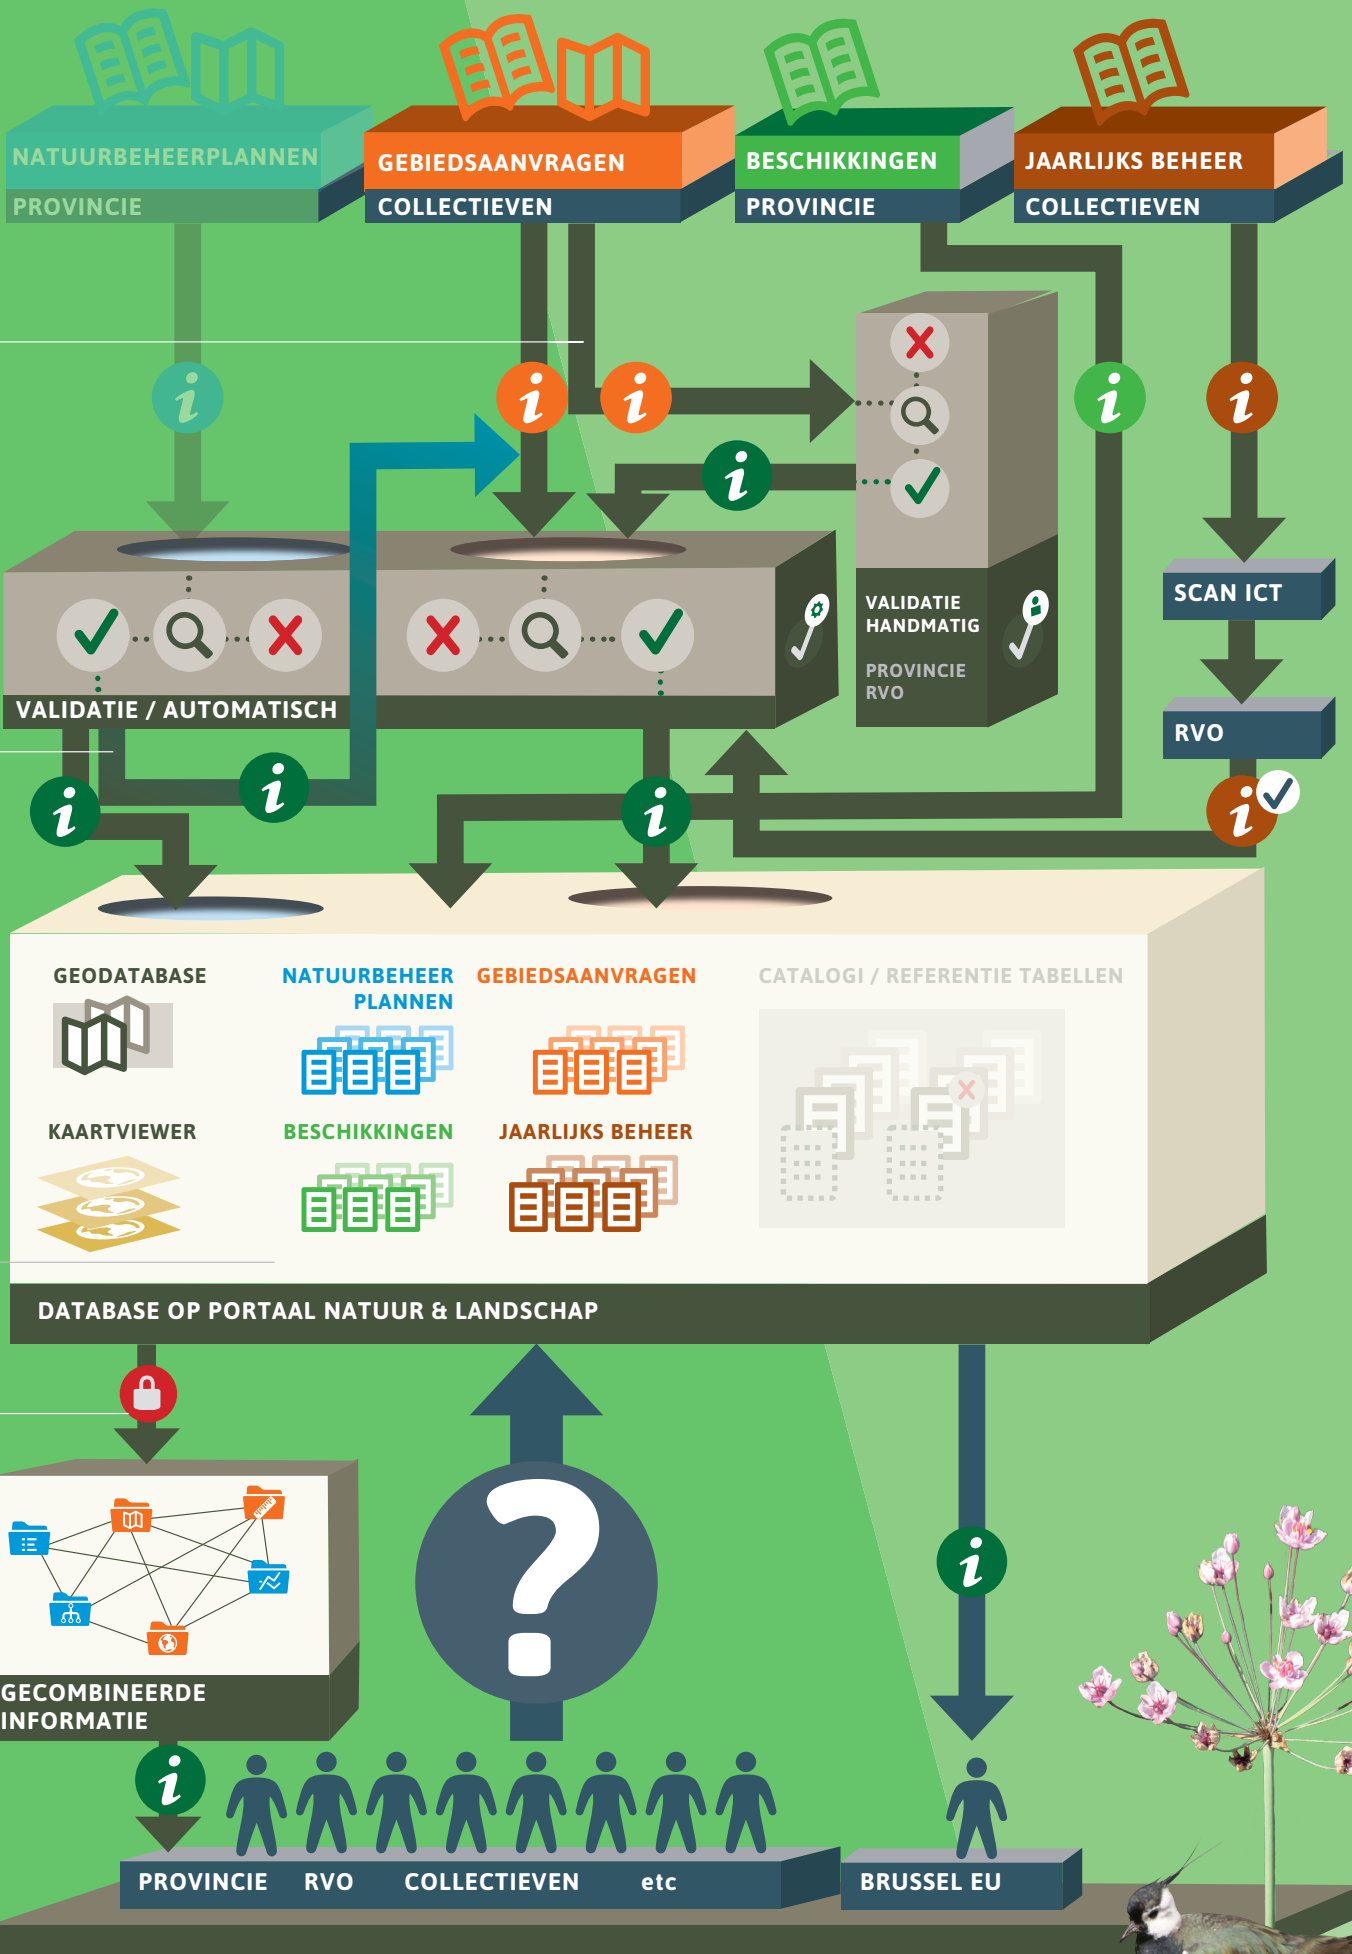 NATUURBEHEERPLANNEN
PROVINCIE
GEBIEDSAANVRAGEN
COLLECTIEVEN
BESCHIKKINGEN
PROVINCIE
JAARLIJKS BEHEER
COLLECTIEVEN
i
i
i
i
i
i
VALIDATIE
HANDMATIG
PROVINCIE
RVO
SCAN ICT
RVO
VALIDATIE / AUTOMATISCH
i
i
i
i
GEODATABASE
NATUURBEHEER
PLANNEN
GEBIEDSAANVRAGEN
CATALOGI / REFERENTIE TABELLEN
KAARTVIEWER
BESCHIKKINGEN
JAARLIJKS BEHEER
DATABASE OP PORTAAL NATUUR & LANDSCHAP
?
i
GECOMBINEERDE
INFORMATIE
i
PROVINCIE RVO COLLECTIEVEN etc
BRUSSEL EU